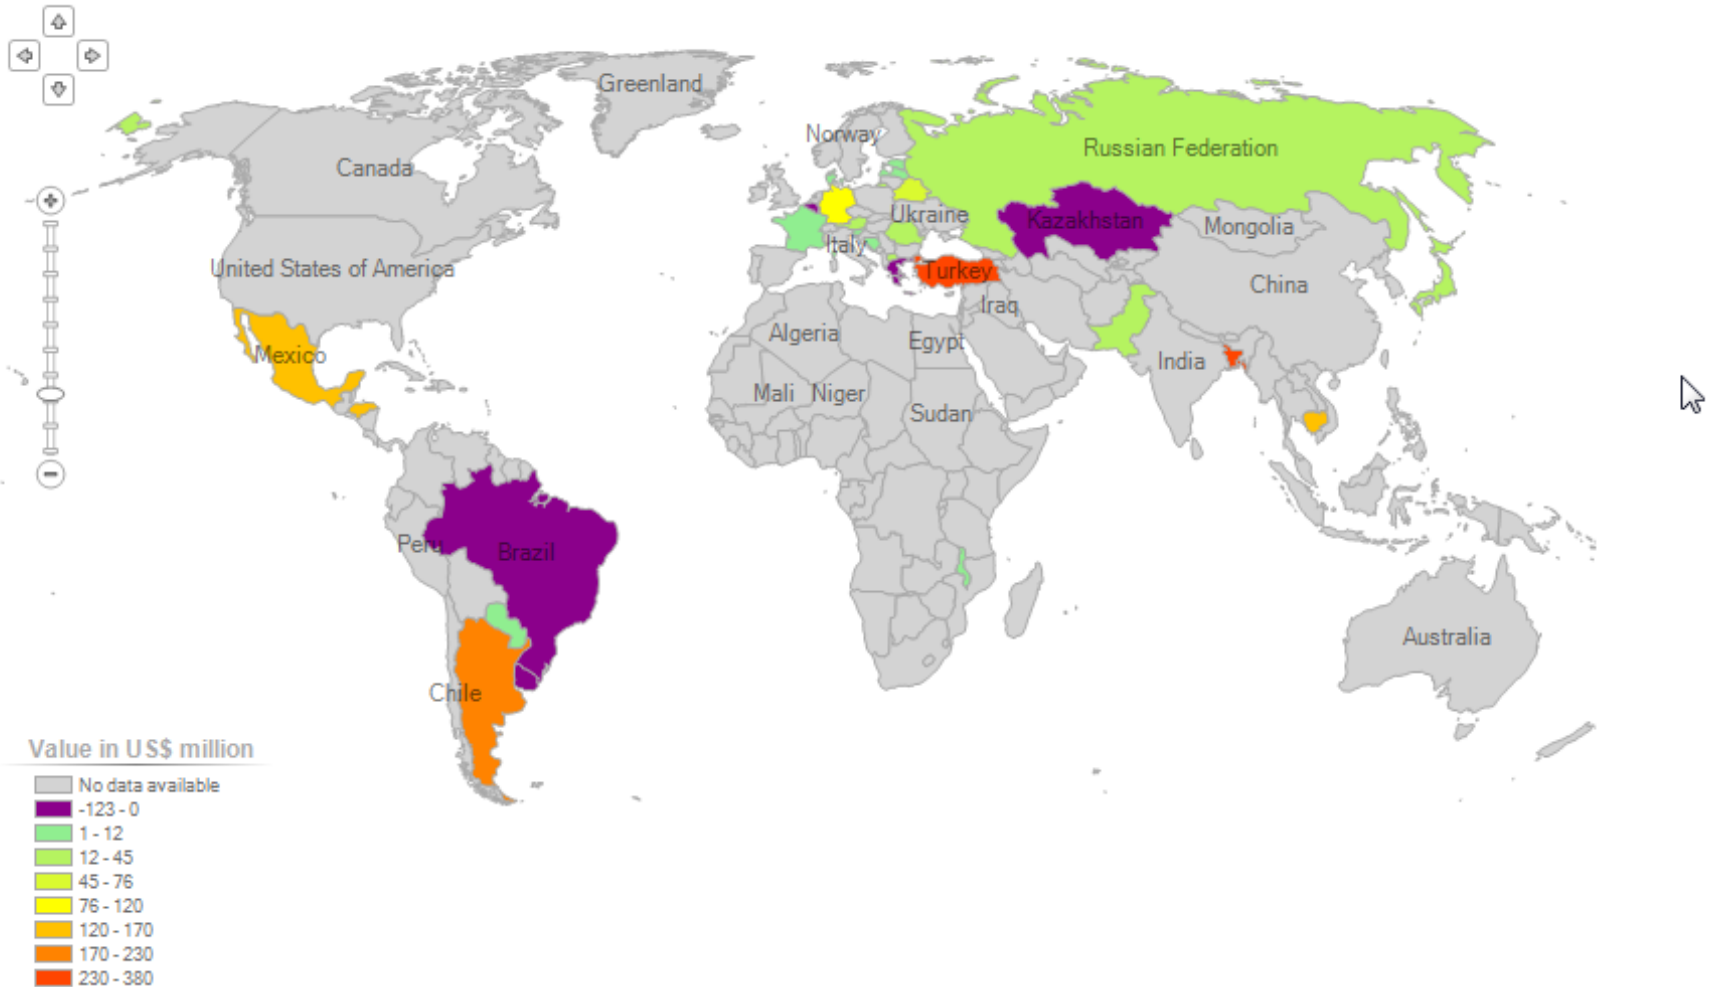 Greenland
Norway
Canada
Russian Federation
Ukraine
Kazakhstan
Mongolia
Italy
United States of America
Turkey
China
Iraq
Algeria
Egypt
Mexico
India
Mali
Niger
Sudan
Peru
Brazil
Australia
Chile
Value in US$ million
No data available
-123 - 0
1 - 12
12 - 45
45 - 76
76 - 120
120 - 170
170 - 230
230 - 380